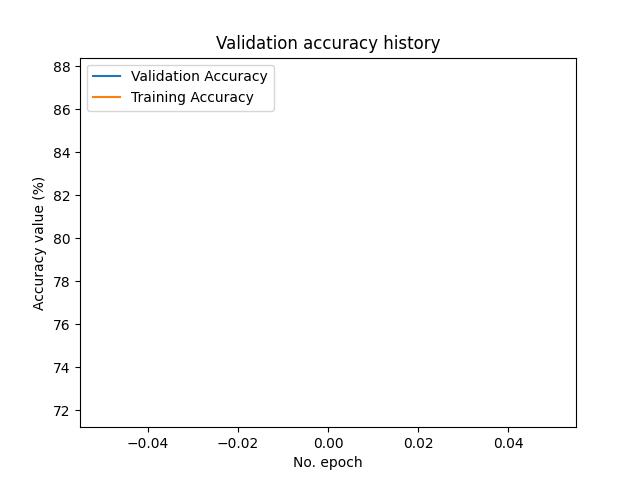 Validation accuracy history
Validation Accuracy
Training Accuracy
Accuracy value (%)
88
86
84
82
80
78
76
74
72
−0.04
−0.02
0.00
0.02
0.04
No. epoch